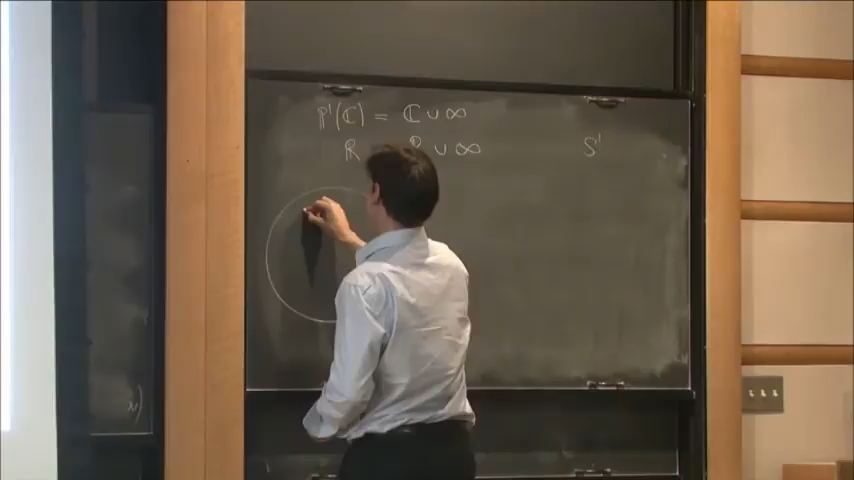 ℙ¹(ℂ) = ℂ ∪ ∞
ℝ ℝ ∪ ∞ S¹